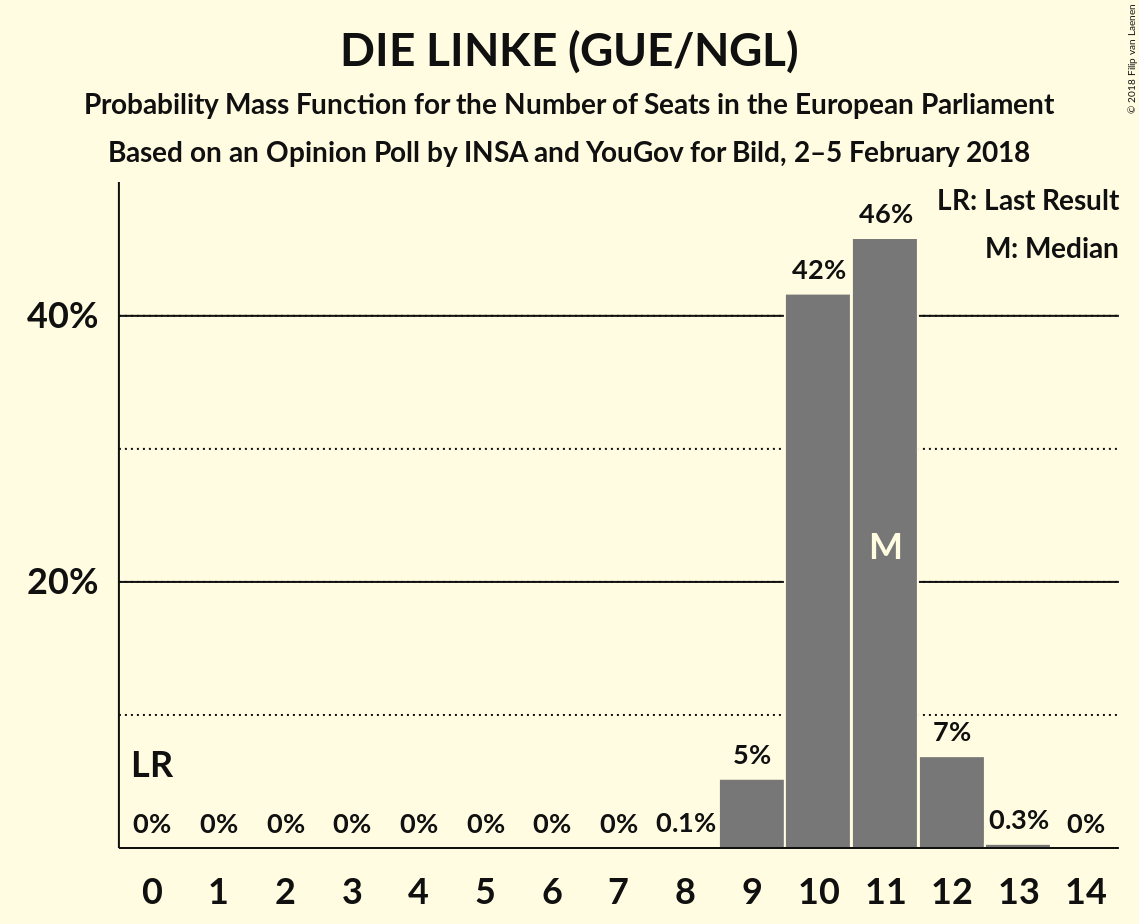 DIE LINKE (GUE/NGL)
Probability Mass Function for the Number of Seats in the European Parliament
Based on an Opinion Poll by INSA and YouGov for Bild, 2–5 February 2018
© 2018 Filip van Laenen
LR: Last Result
M: Median
40%
20%
LR
0% 0% 0% 0% 0% 0% 0% 0% 0.1% 5% 42% 46% 7% 0.3% 0%
M
0 1 2 3 4 5 6 7 8 9 10 11 12 13 14